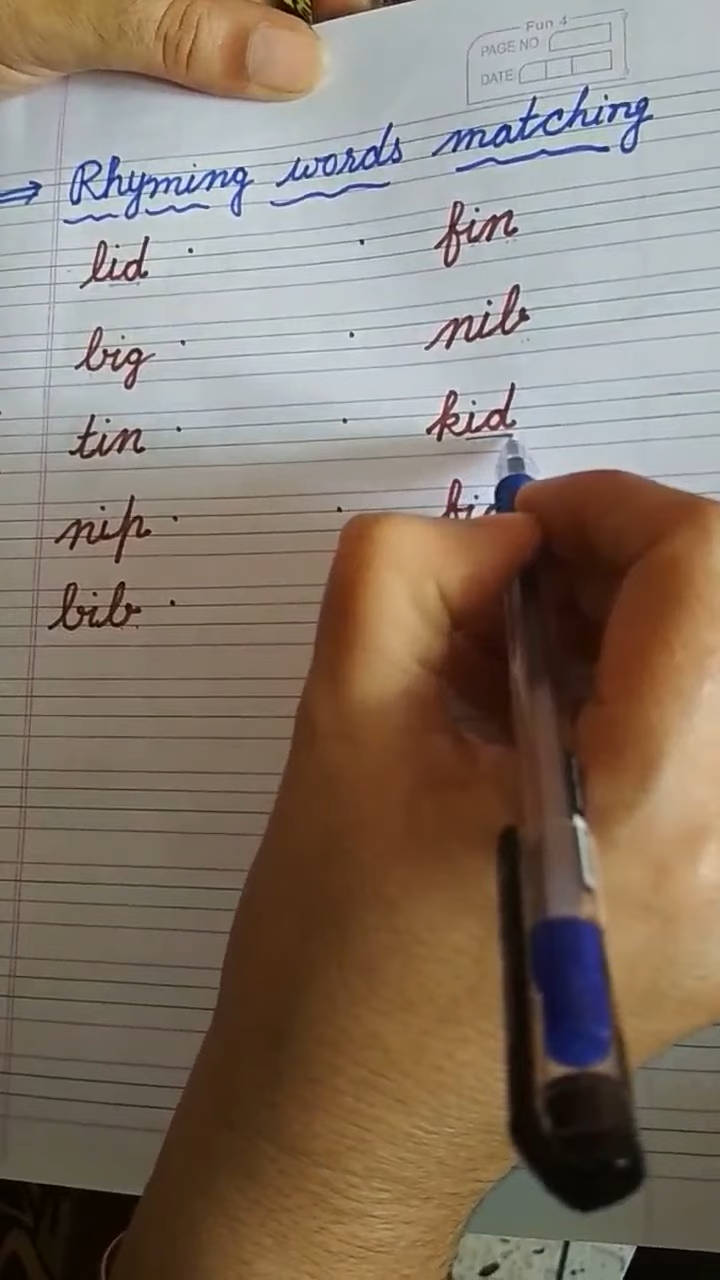 Fun 4
PAGE NO
DATE
⇒ Rhyming words matching
lid · · fin
big · · nib
tin · · kid
nip · ·
bib ·